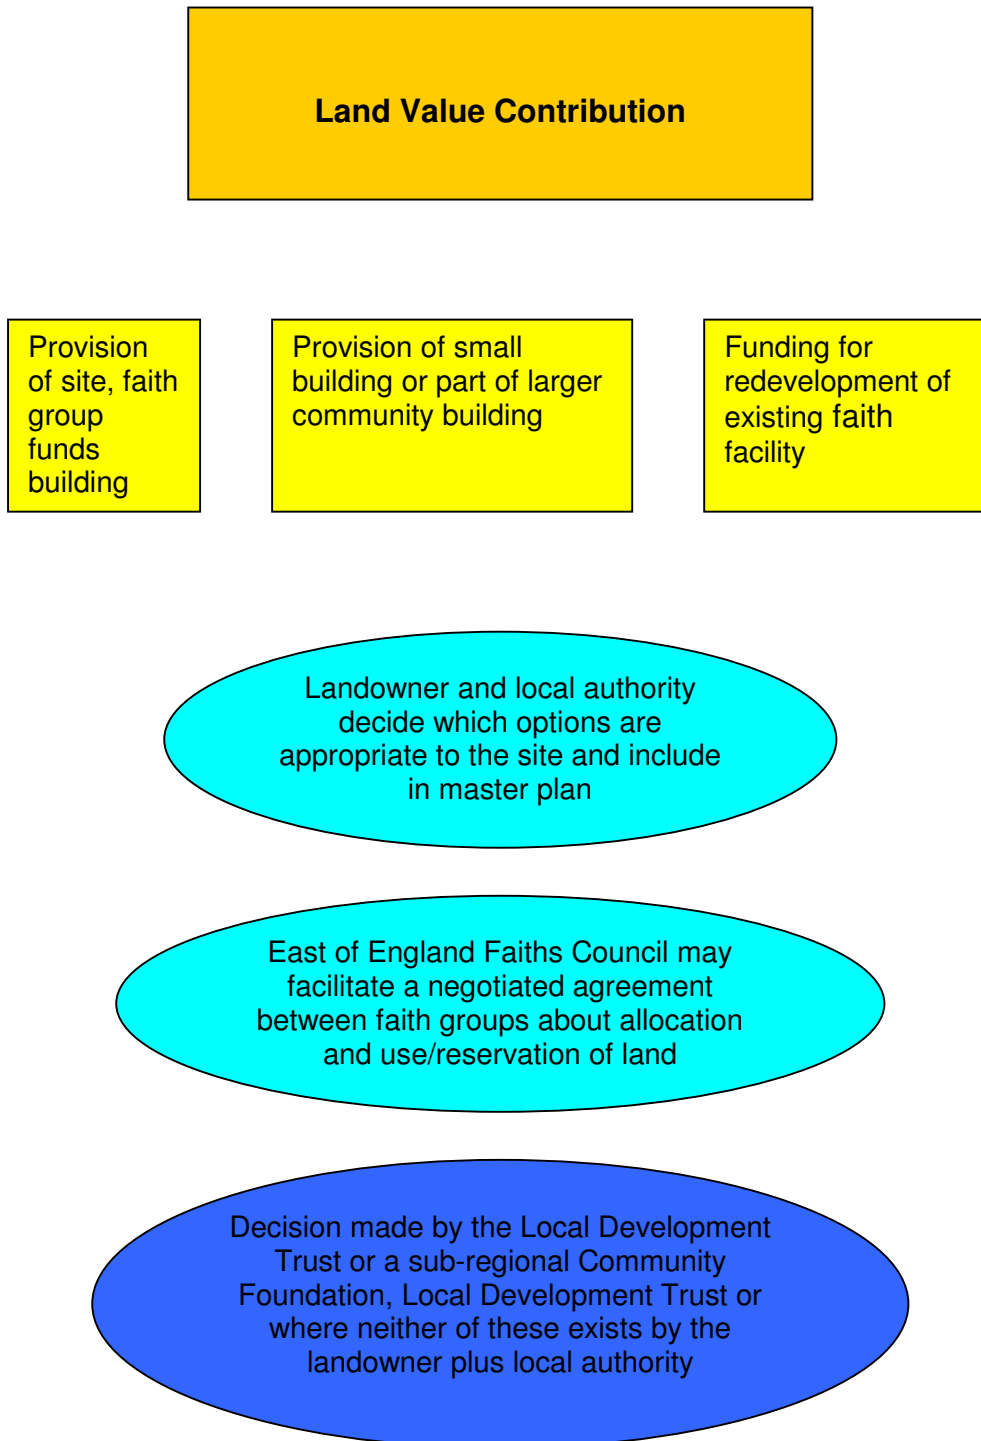 Land Value Contribution
Provision
of site, faith
group
funds
building
Provision of small
building or part of larger
community building
Funding for
redevelopment of
existing faith
facility
Landowner and local authority
decide which options are
appropriate to the site and include
in master plan
East of England Faiths Council may
facilitate a negotiated agreement
between faith groups about allocation
and use/reservation of land
Decision made by the Local Development
Trust or a sub-regional Community
Foundation, Local Development Trust or
where neither of these exists by the
landowner plus local authority